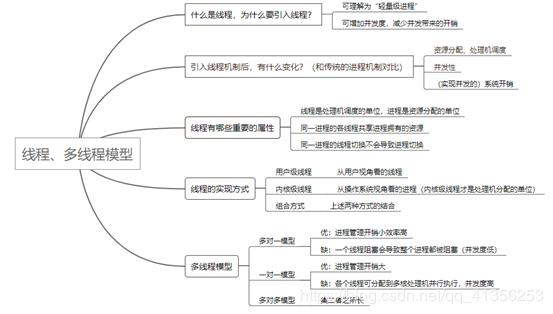 线程、多线程模型
什么是线程，为什么要引入线程？
可理解为“轻量级进程”
可增加并发度，减少并发带来的开销
引入线程机制后，有什么变化？（和传统的进程机制对比）
资源分配、处理机调度
并发性
（实现并发的）系统开销
线程有哪些重要的属性
线程是处理机调度的单位，进程是资源分配的单位
同一进程的各线程共享进程拥有的资源
同一进程的线程切换不会导致进程切换
线程的实现方式
用户级线程 从用户视角看的线程
内核级线程 从操作系统视角看的进程（内核级线程才是处理机分配的单位）
组合方式 上述两种方式的结合
多线程模型
多对一模型
优：进程管理开销小效率高
缺：一个线程阻塞会导致整个进程都被阻塞（并发度低）
一对一模型
优：进程管理开销大
缺：各个线程可分配到多核处理机并行执行，并发度高
多对多模型 集二者之所长
https://blog.csdn.net/qq_41356253